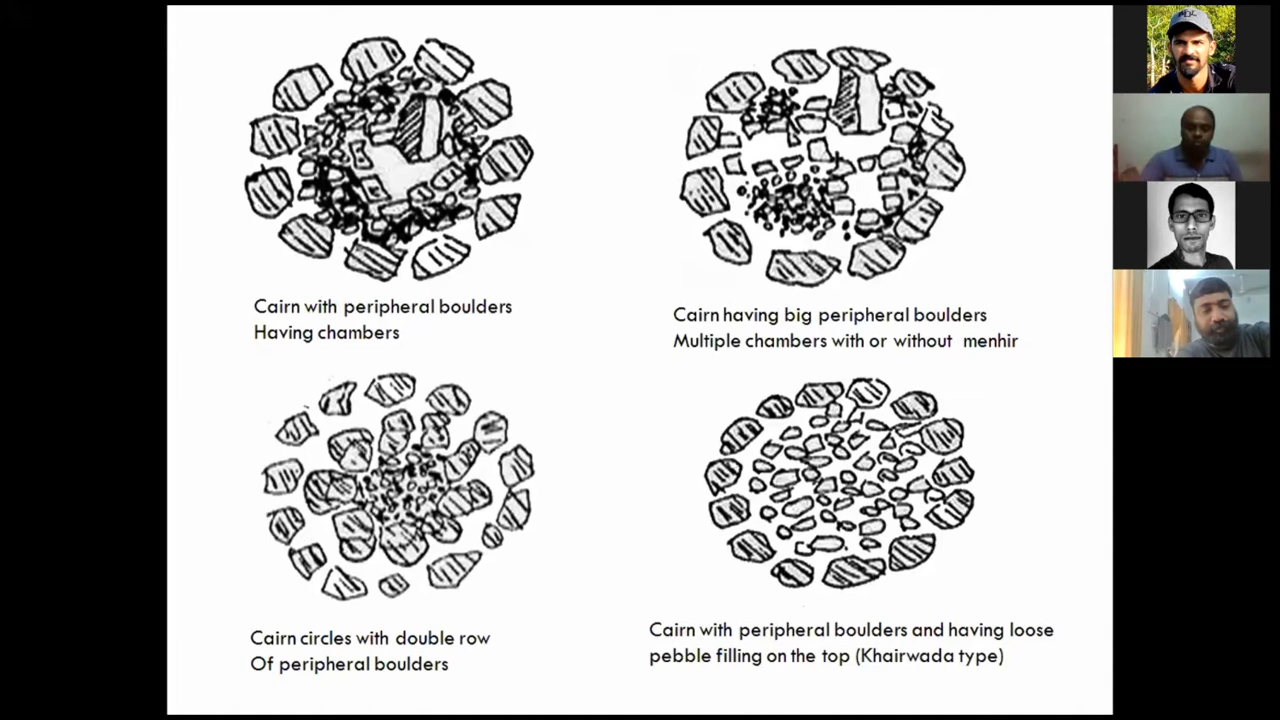 Cairn with peripheral boulders
Having chambers
Cairn having big peripheral boulders
Multiple chambers with or without menhir
Cairn circles with double row
Of peripheral boulders
Cairn with peripheral boulders and having loose
pebble filling on the top (Khairwada type)